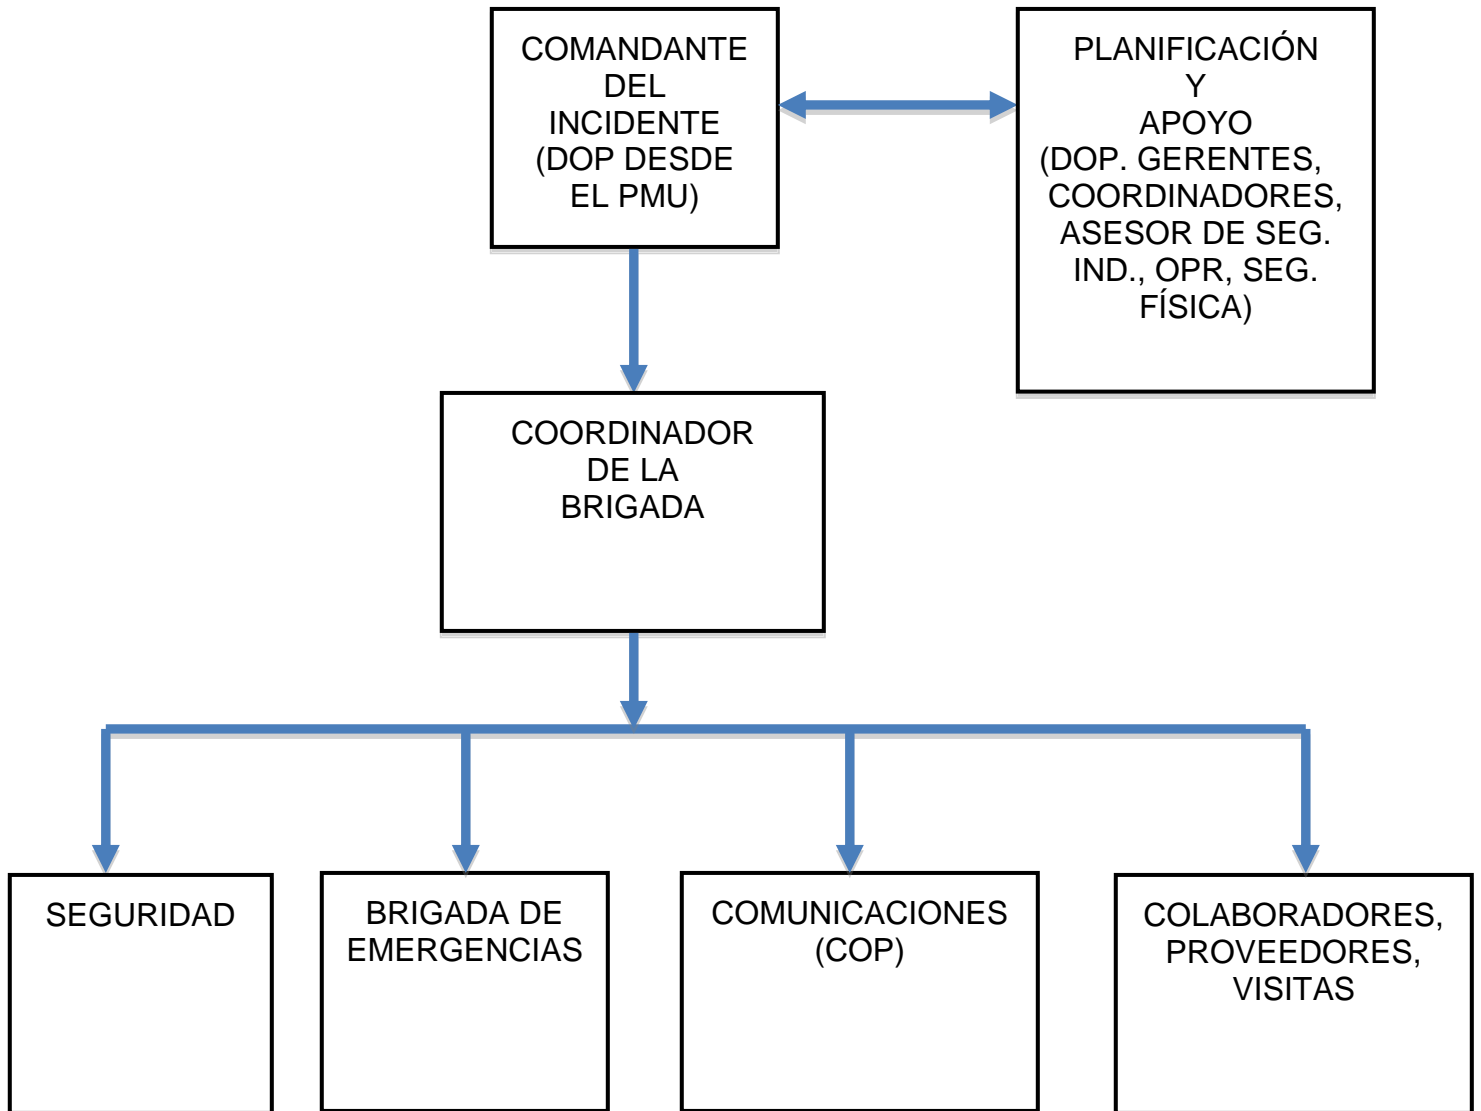 COMANDANTE
DEL
INCIDENTE
(DOP DESDE
EL PMU)
PLANIFICACIÓN
Y
APOYO
(DOP. GERENTES,
COORDINADORES,
ASESOR DE SEG.
IND., OPR, SEG.
FÍSICA)
COORDINADOR
DE LA
BRIGADA
SEGURIDAD
BRIGADA DE
EMERGENCIAS
COMUNICACIONES
(COP)
COLABORADORES,
PROVEEDORES,
VISITAS